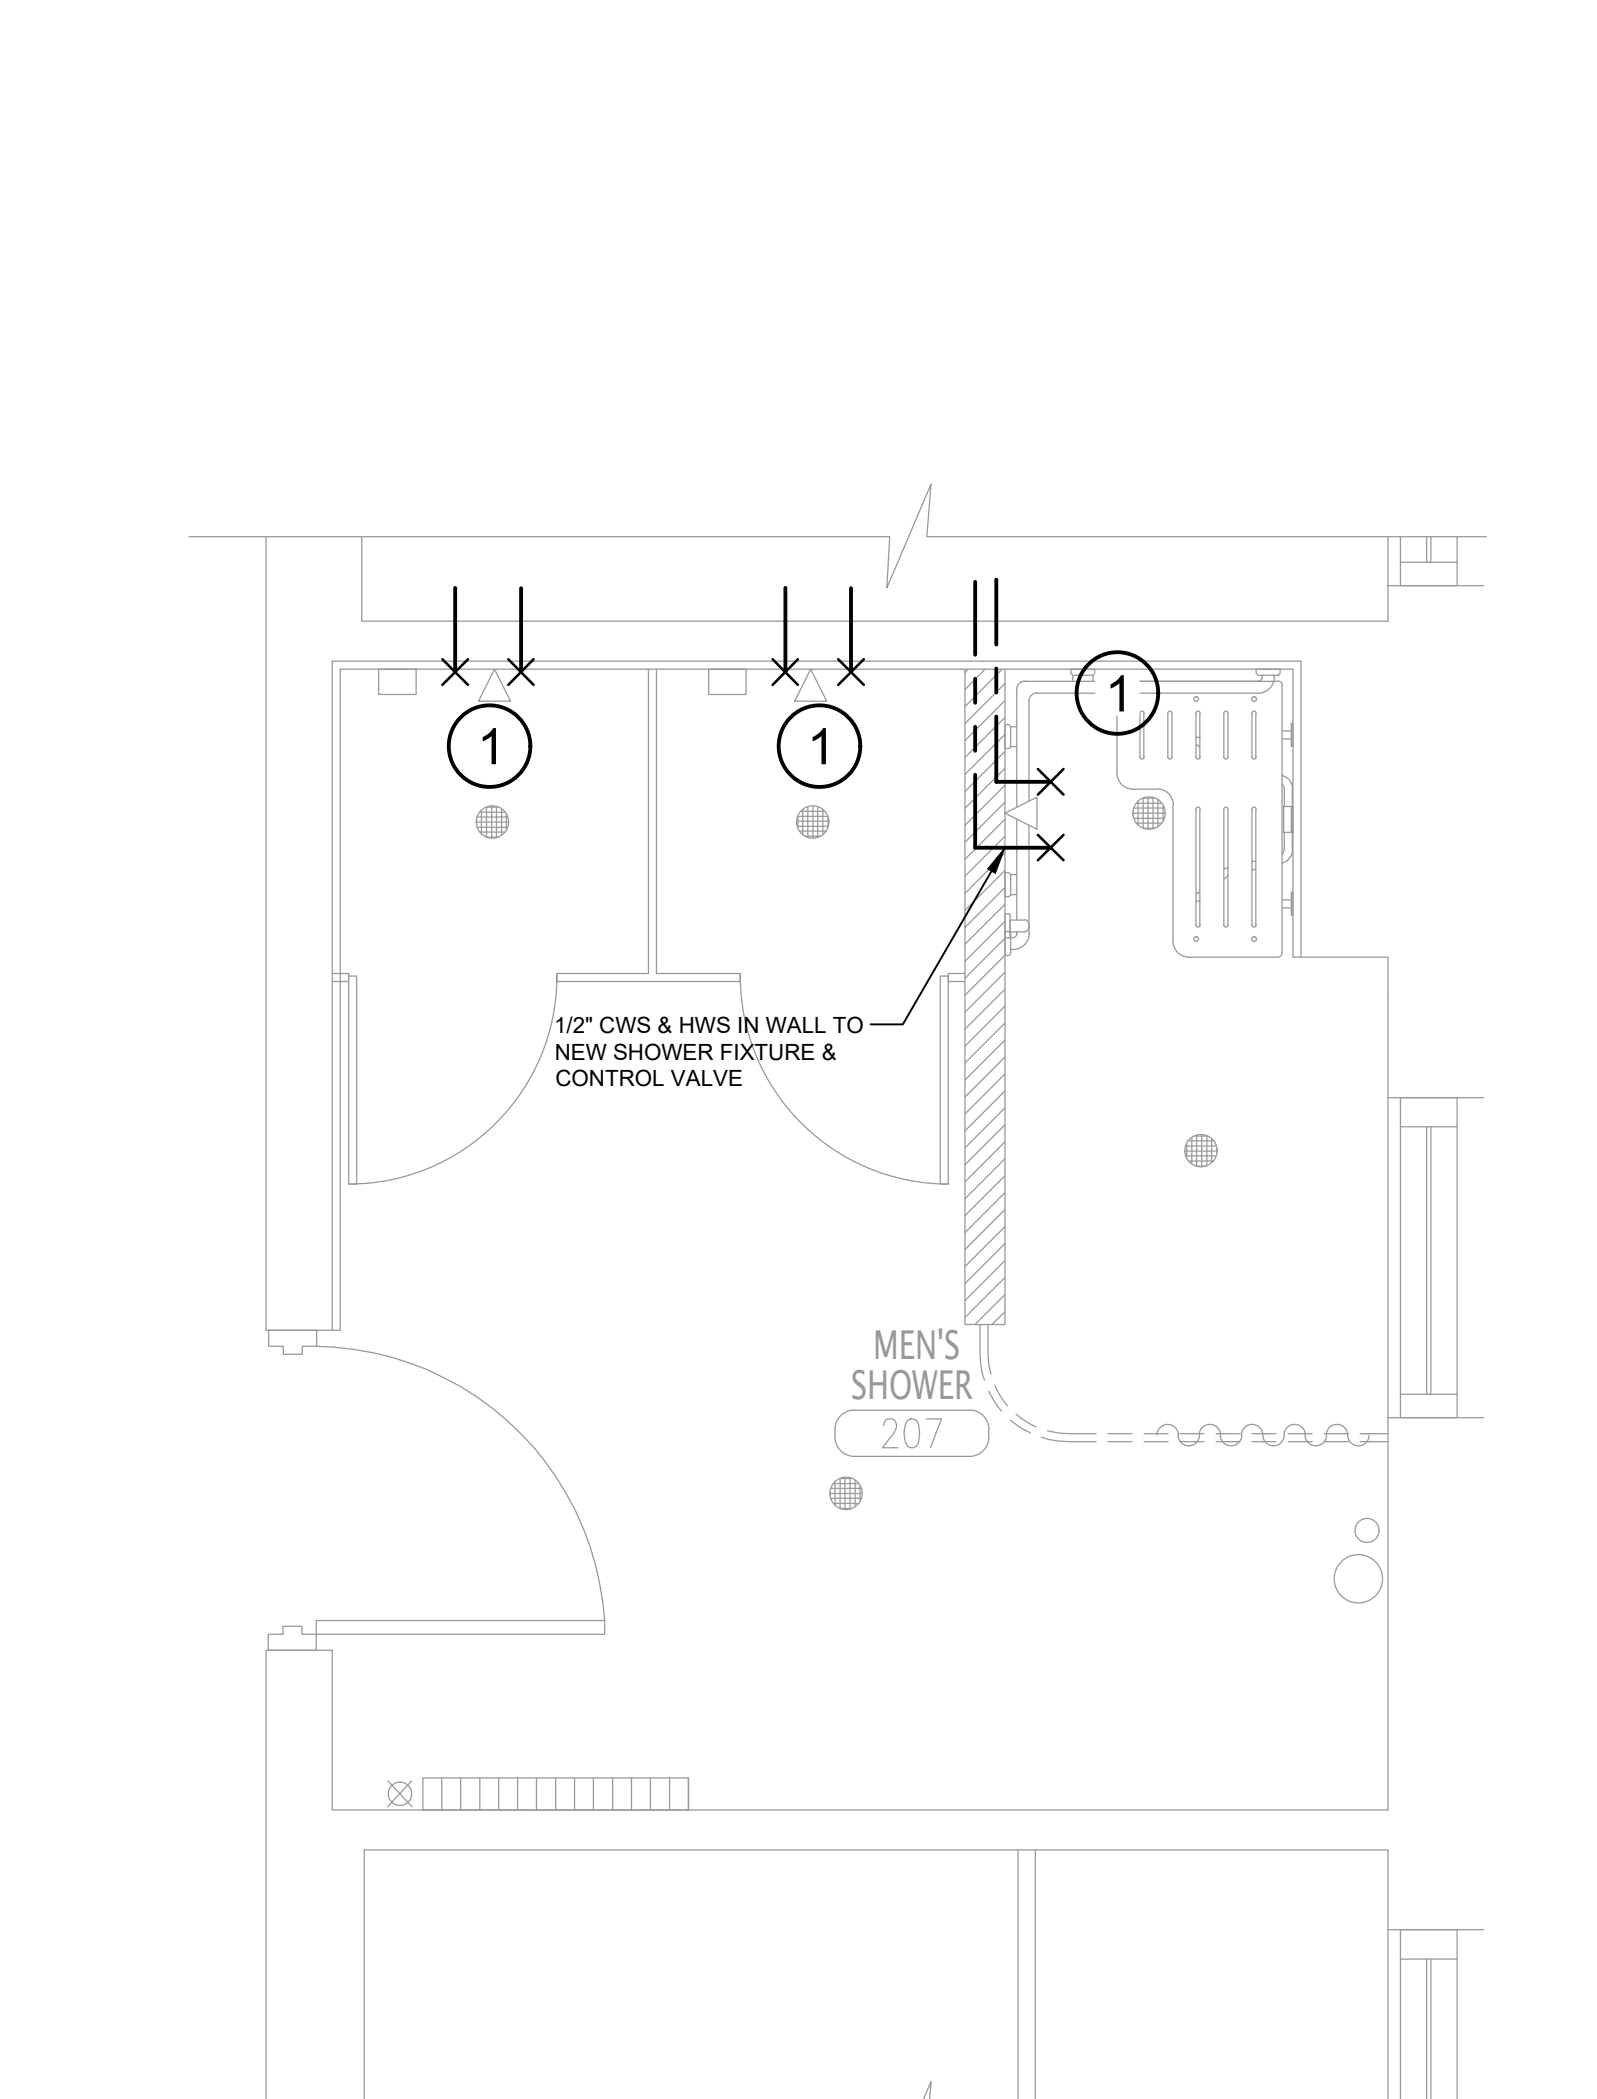 1
1
1
1/2" CWS & HWS IN WALL TO
NEW SHOWER FIXTURE &
CONTROL VALVE
MEN'S
SHOWER
207